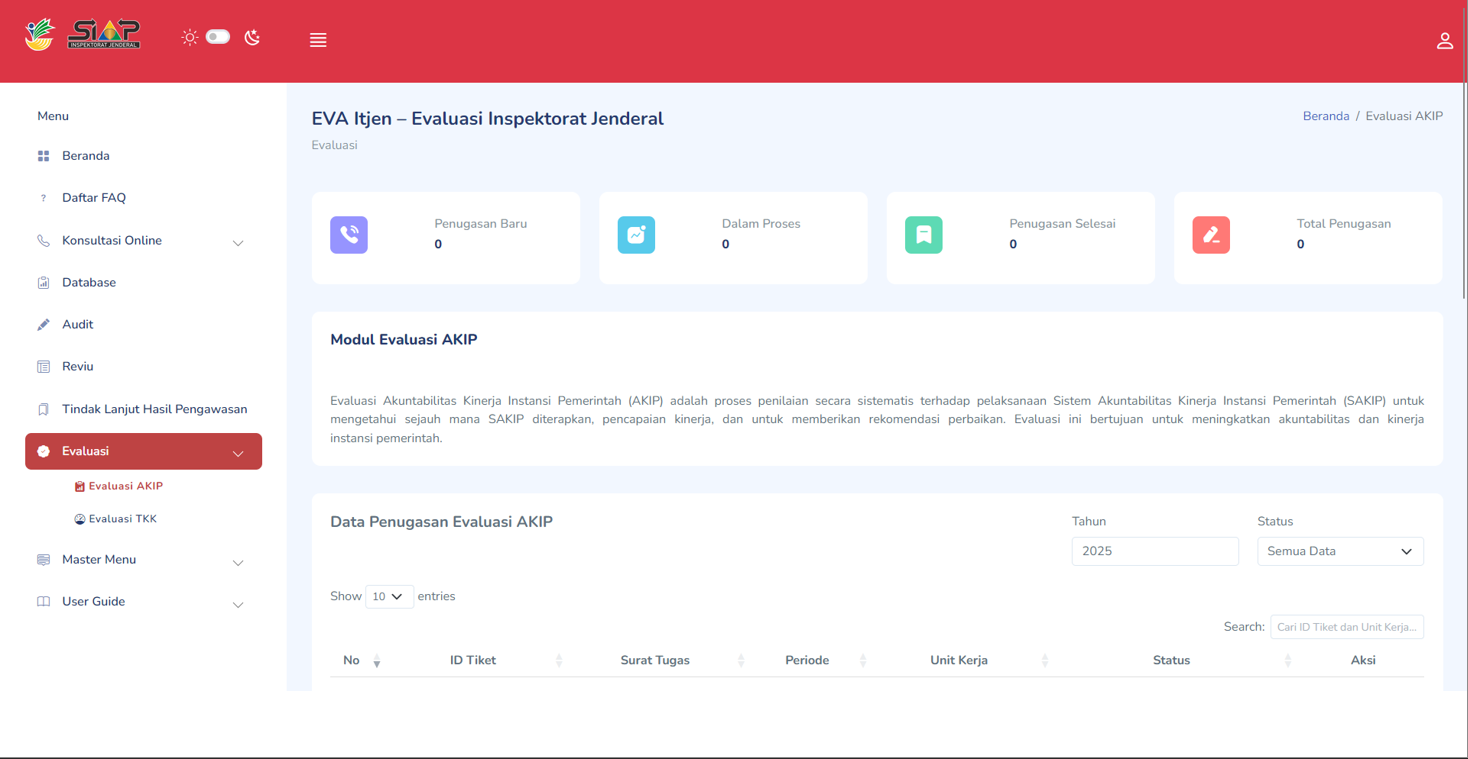 SIAP
INSPEKTORAT JENDERAL
Menu
Beranda
? Daftar FAQ
Konsultasi Online
Database
Audit
Reviu
Tindak Lanjut Hasil Pengawasan
Evaluasi
Evaluasi AKIP
Evaluasi TKK
Master Menu
User Guide
EVA Itjen – Evaluasi Inspektorat Jenderal
Beranda / Evaluasi AKIP
Evaluasi
Penugasan Baru
0
Dalam Proses
0
Penugasan Selesai
0
Total Penugasan
0
Modul Evaluasi AKIP
Evaluasi Akuntabilitas Kinerja Instansi Pemerintah (AKIP) adalah proses penilaian secara sistematis terhadap pelaksanaan Sistem Akuntabilitas Kinerja Instansi Pemerintah (SAKIP) untuk
mengetahui sejauh mana SAKIP diterapkan, pencapaian kinerja, dan untuk memberikan rekomendasi perbaikan. Evaluasi ini bertujuan untuk meningkatkan akuntabilitas dan kinerja
instansi pemerintah.
Data Penugasan Evaluasi AKIP
Tahun
2025
Status
Semua Data
Show 10 entries
Search: Cari ID Tiket dan Unit Kerja...
No ID Tiket Surat Tugas Periode Unit Kerja Status Aksi